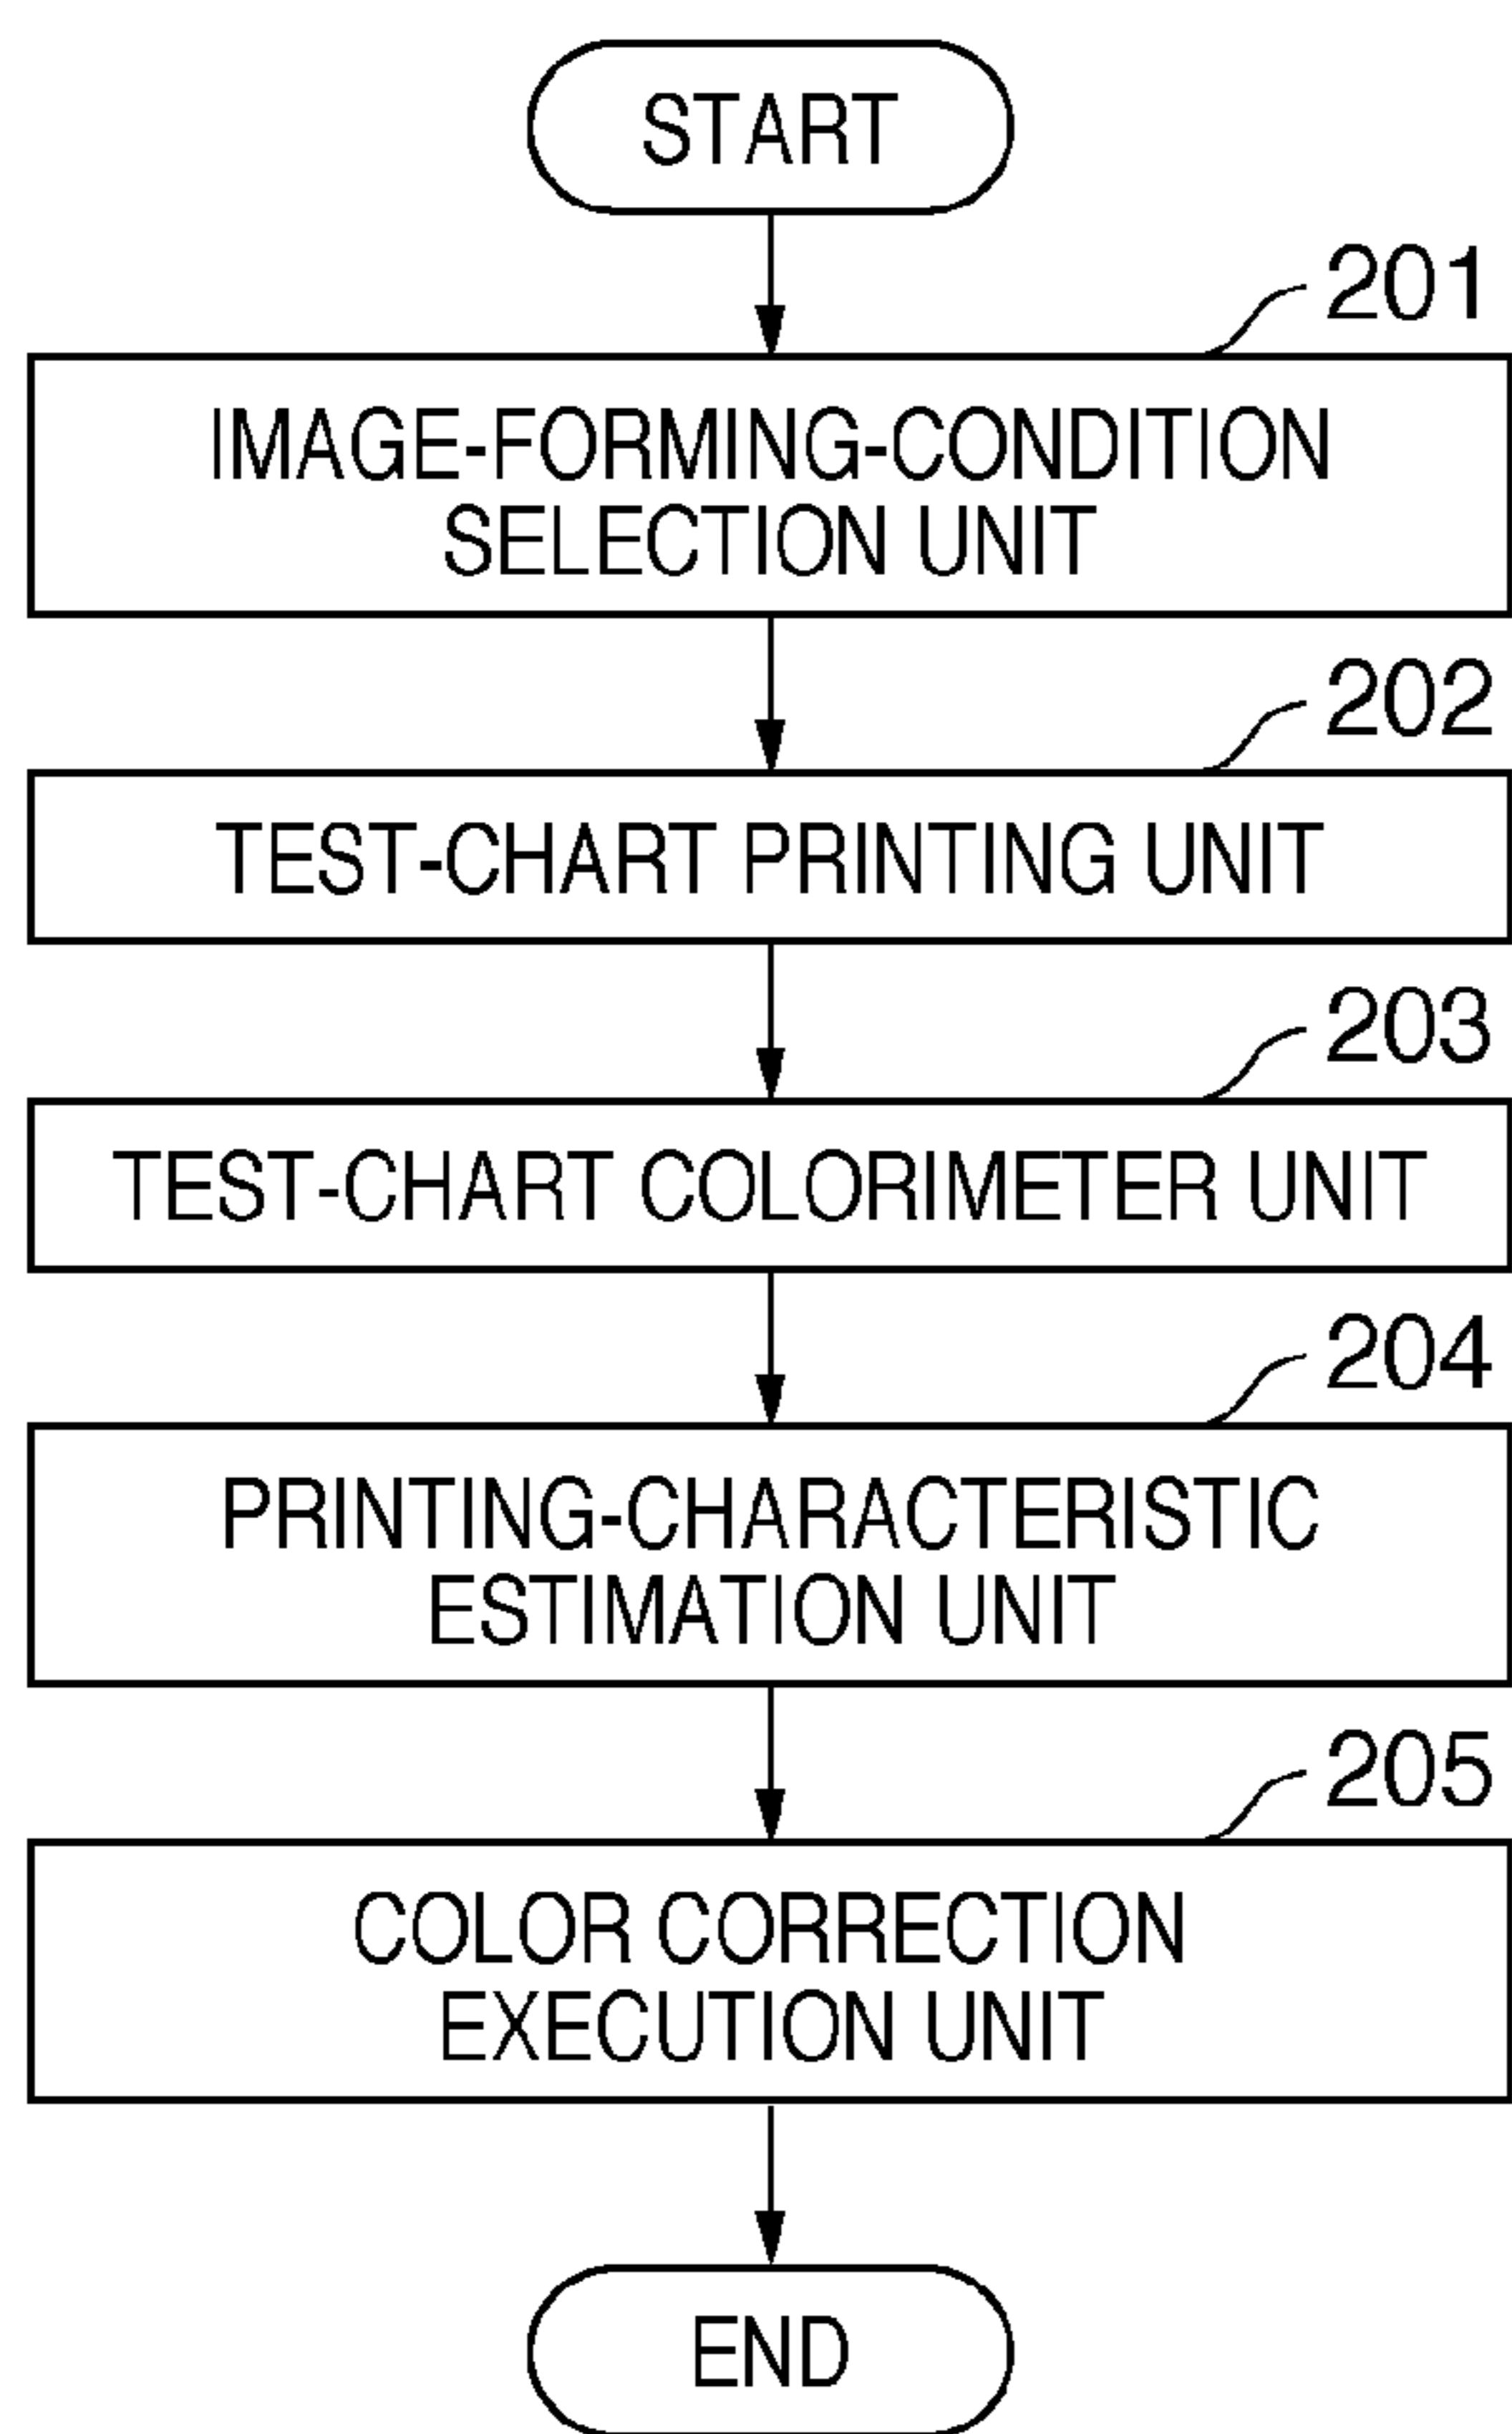 START
201
IMAGE-FORMING-CONDITION
SELECTION UNIT
202
TEST-CHART PRINTING UNIT
203
TEST-CHART COLORIMETER UNIT
204
PRINTING-CHARACTERISTIC
ESTIMATION UNIT
205
COLOR CORRECTION
EXECUTION UNIT
END